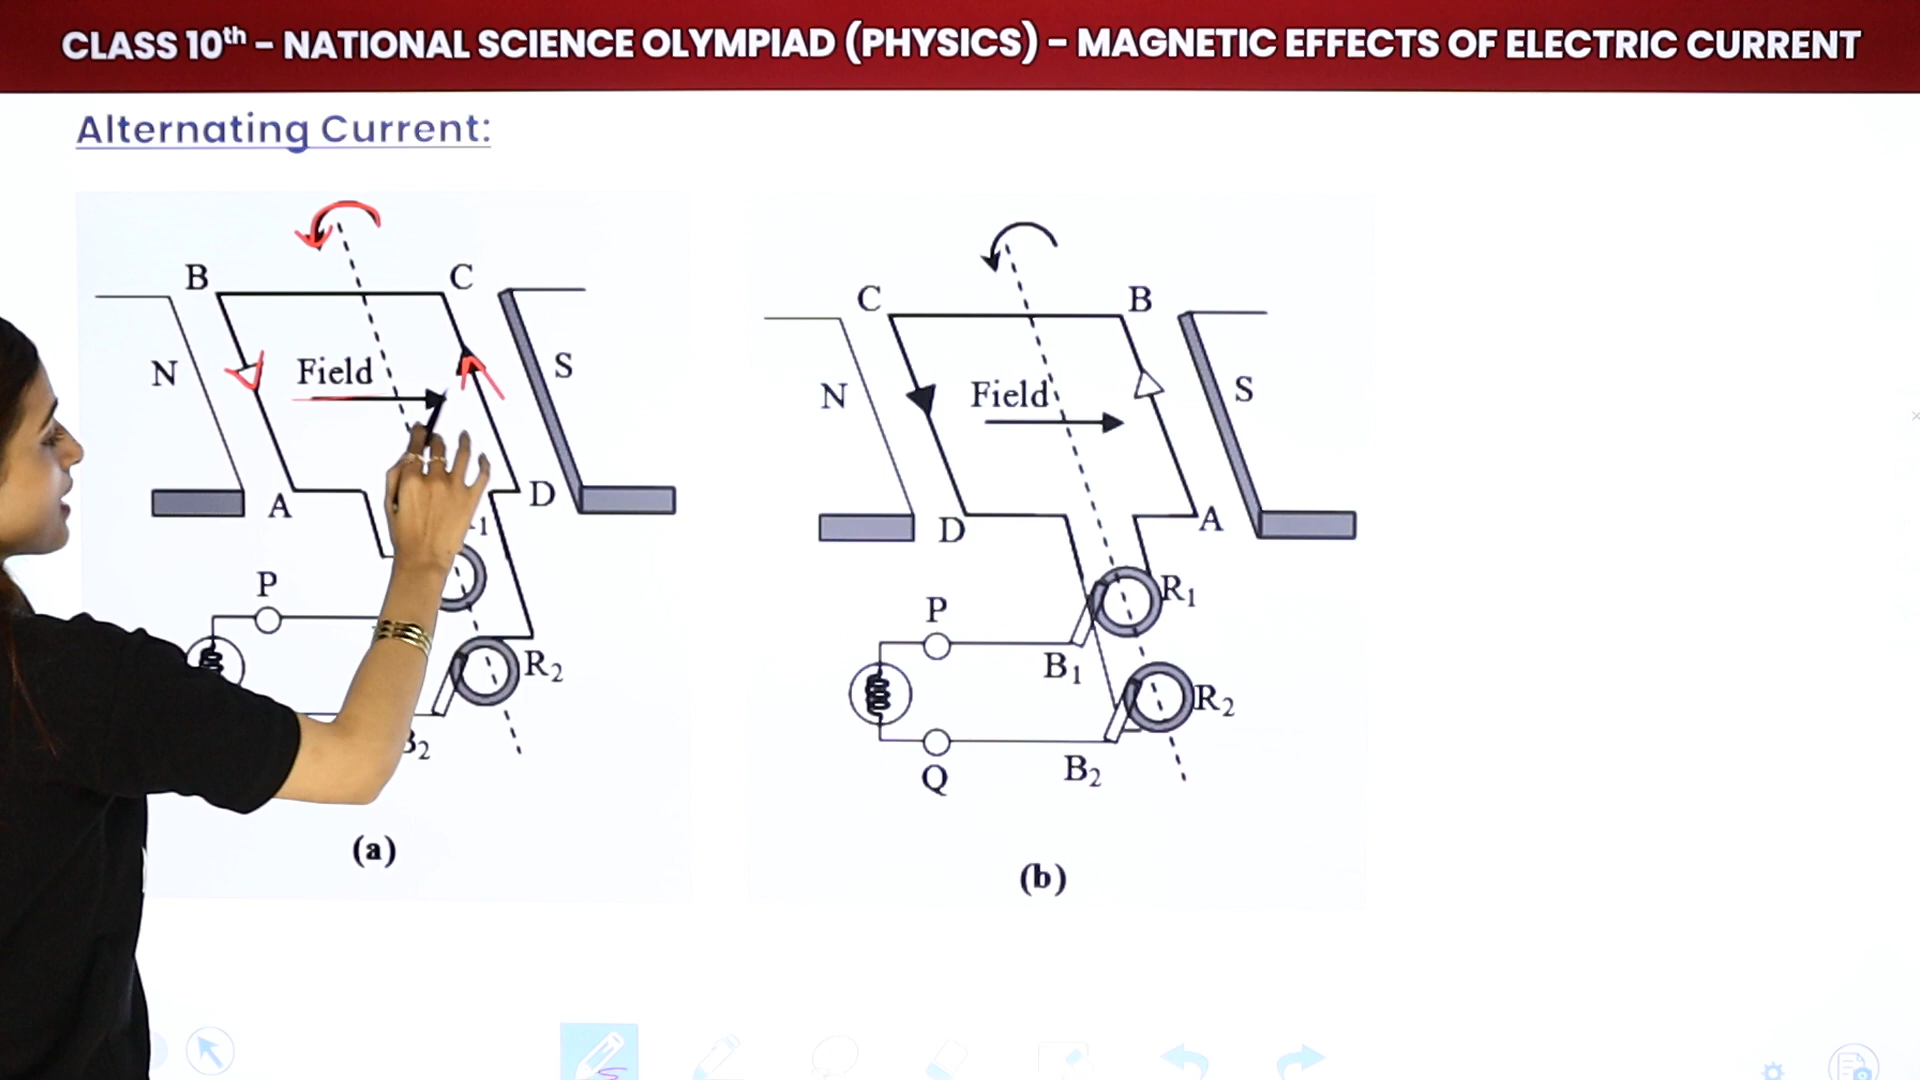 CLASS 10th – NATIONAL SCIENCE OLYMPIAD (PHYSICS) – MAGNETIC EFFECTS OF ELECTRIC CURRENT
Alternating Current:
B C
N Field S
A D
P
R2
(a)
C B
N Field S
D A
P R1
B1
R2
Q B2
(b)